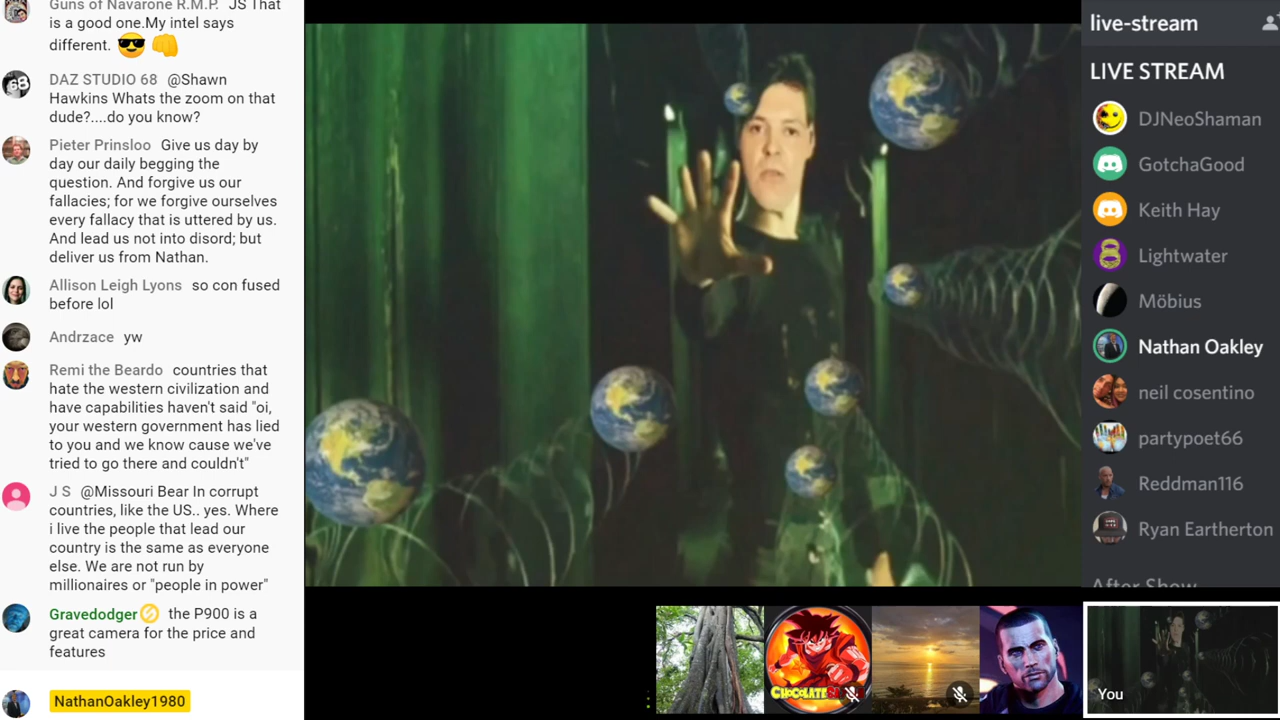 Guns of Navarone R.M.P. JS That
is a good one.My intel says
different. 😎 👊
DAZ STUDIO 68 @Shawn
Hawkins Whats the zoom on that
dude?....do you know?
Pieter Prinsloo Give us day by
day our daily begging the
question. And forgive us our
fallacies; for we forgive ourselves
every fallacy that is uttered by us.
And lead us not into disord; but
deliver us from Nathan.
Allison Leigh Lyons so con fused
before lol
Andrzace yw
Remi the Beardo countries that
hate the western civilization and
have capabilities haven't said "oi,
your western government has lied
to you and we know cause we've
tried to go there and couldn't"
J S @Missouri Bear In corrupt
countries, like the US.. yes. Where
i live the people that lead our
country is the same as everyone
else. We are not run by
millionaires or "people in power"
Gravedodger the P900 is a
great camera for the price and
features
NathanOakley1980
68
CHOCOLATE
You
live-stream
LIVE STREAM
DJNeoShaman
GotchaGood
Keith Hay
Lightwater
Möbius
Nathan Oakley
neil cosentino
partypoet66
Reddman116
Ryan Eartherton
After Show